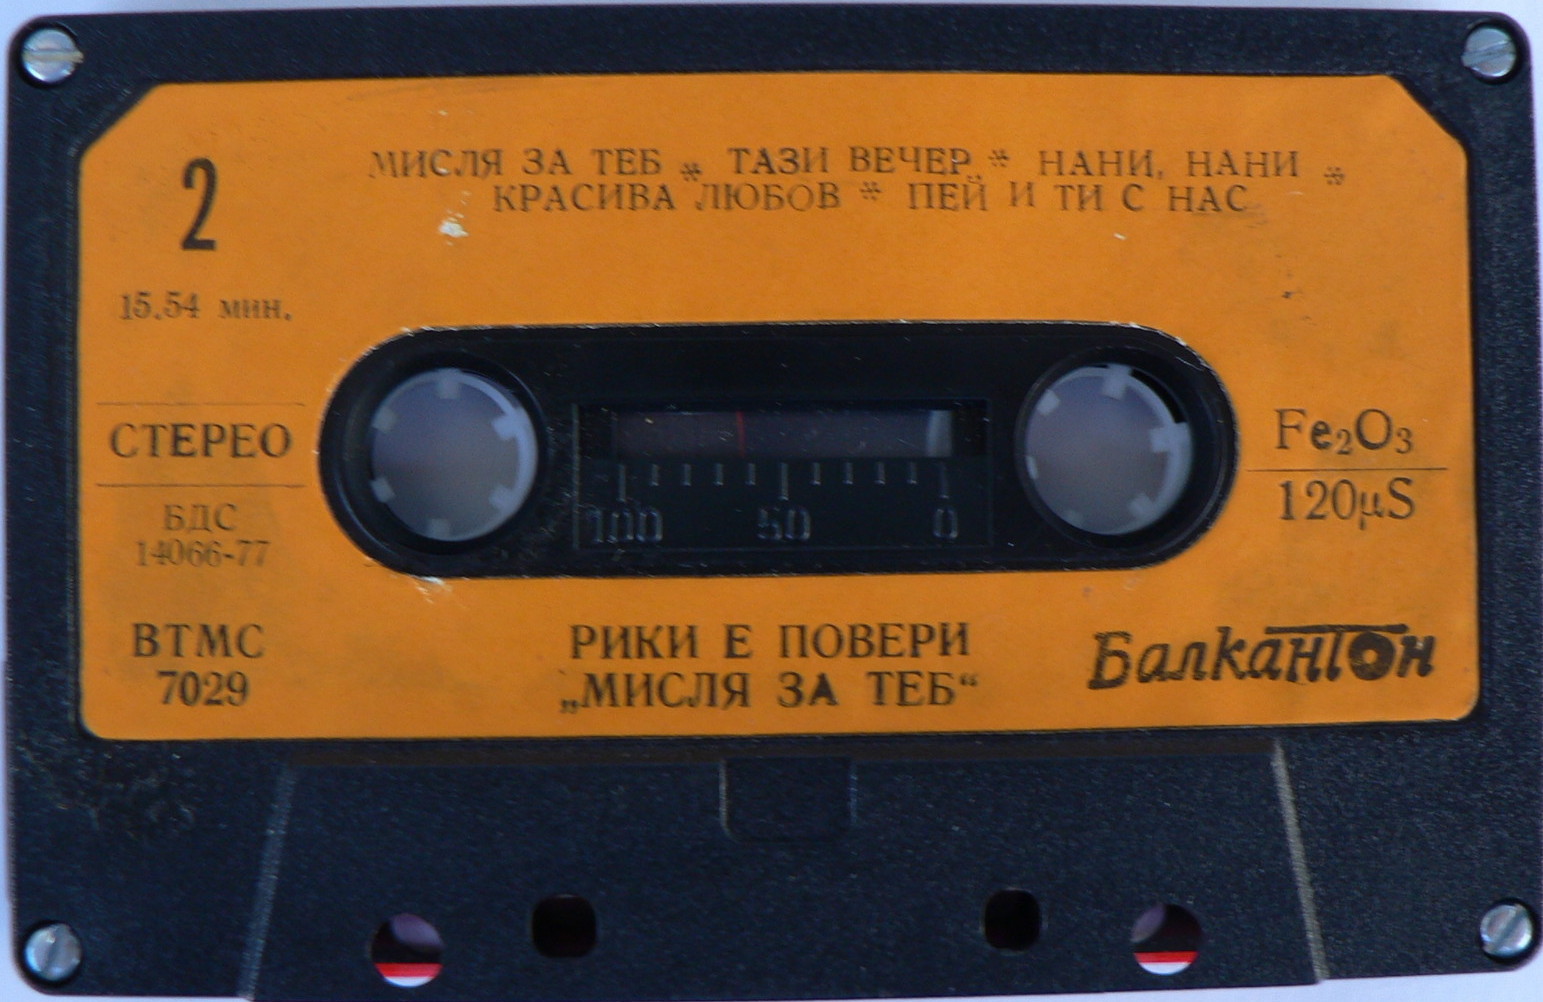 2
МИСЛЯ ЗА ТЕБ * ТАЗИ ВЕЧЕР * НАНИ, НАНИ *
КРАСИВА ЛЮБОВ * ПЕЙ И ТИ С НАС
15.54 мин.
СТЕРЕО
БДС
14066-77
ВТМС
7029
100 50 0
Fe₂O₃
120μS
РИКИ Е ПОВЕРИ
„МИСЛЯ ЗА ТЕБ“
Балкантон